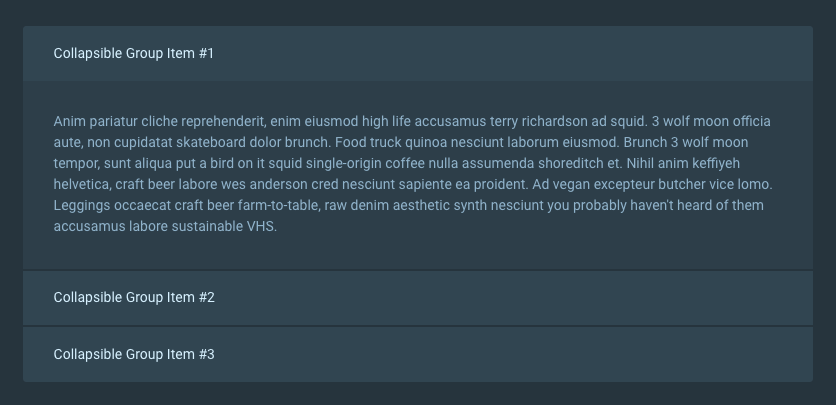 Collapsible Group Item #1
Anim pariatur cliche reprehenderit, enim eiusmod high life accusamus terry richardson ad squid. 3 wolf moon officia
aute, non cupidatat skateboard dolor brunch. Food truck quinoa nesciunt laborum eiusmod. Brunch 3 wolf moon
tempor, sunt aliqua put a bird on it squid single-origin coffee nulla assumenda shoreditch et. Nihil anim keffiyeh
helvetica, craft beer labore wes anderson cred nesciunt sapiente ea proident. Ad vegan excepteur butcher vice lomo.
Leggings occaecat craft beer farm-to-table, raw denim aesthetic synth nesciunt you probably haven't heard of them
accusamus labore sustainable VHS.
Collapsible Group Item #2
Collapsible Group Item #3